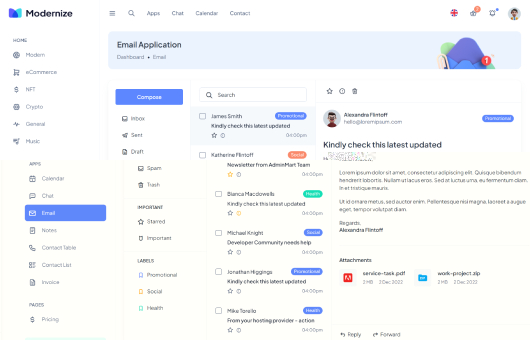 Modernize
Apps Chat Calendar Contact
2
HOME
Modern
eCommerce
NFT
Crypto
General
Music
APPS
Calendar
Chat
Email
Notes
Contact Table
Contact List
Invoice
PAGES
Pricing
Email Application
Dashboard • Email
1
Compose
Inbox
Sent
Draft
Spam
Trash
IMPORTANT
Starred
Important
LABELS
Promotional
Social
Health
Search
James Smith Promotional
Kindly check this latest updated
04:00pm
Katherine Flintoff Social
Newsletter from AdminMart Team
04:00pm
Bianca Macdowells Health
Kindly check this latest updated
04:00pm
Michael Knight Social
Developer Community needs help
04:00pm
Jonathan Higgings Promotional
Kindly check this latest updated
04:00pm
Mike Torello Health
From your hosting provider - action
04:00pm
Alexandra Flintoff Promotional
hello@loremipsum.com
Kindly check this latest updated
Lorem ipsum dolor sit amet, consectetur adipiscing elit. Quisque bibendum
hendrerit lobortis. Nullam ut lacus eros. Sed at luctus urna, eu fermentum diam.
In et tristique mauris.
Ut id ornare metus, sed auctor enim. Pellentesque nisi magna, laoreet a augue
eget, tempor volutpat diam.
Regards,
Alexandra Flintoff
Attachments
service-task.pdf work-project.zip
2 MB 2 Dec 2023 2 MB 2 Dec 2023
Reply Forward